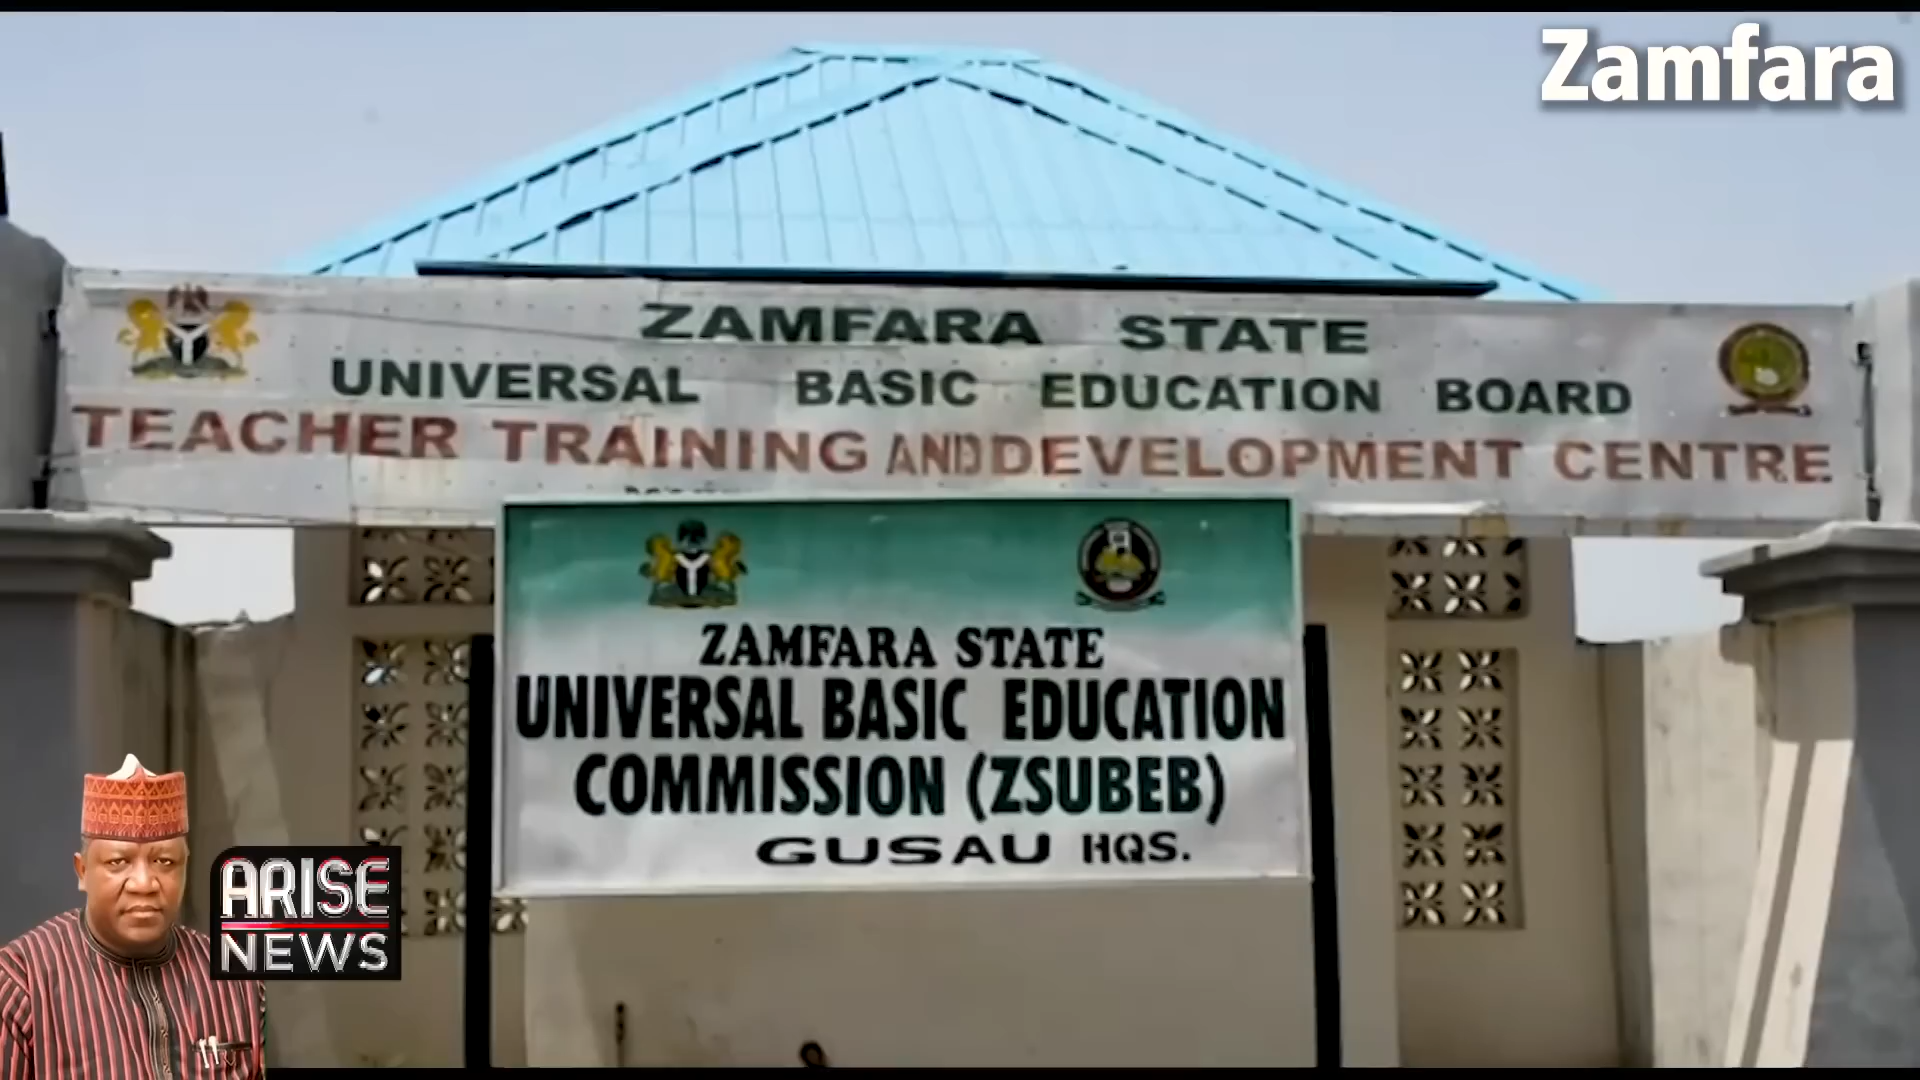 Zamfara
ZAMFARA STATE
UNIVERSAL BASIC EDUCATION BOARD
TEACHER TRAINING AND DEVELOPMENT CENTRE
ZAMFARA STATE
UNIVERSAL BASIC EDUCATION
COMMISSION (ZSUBEB)
GUSAU HQS.
ARISE
NEWS